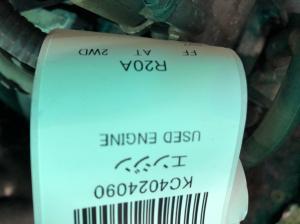 KC4024090
エンジン
USED ENGINE
R20A
FF AT 2WD